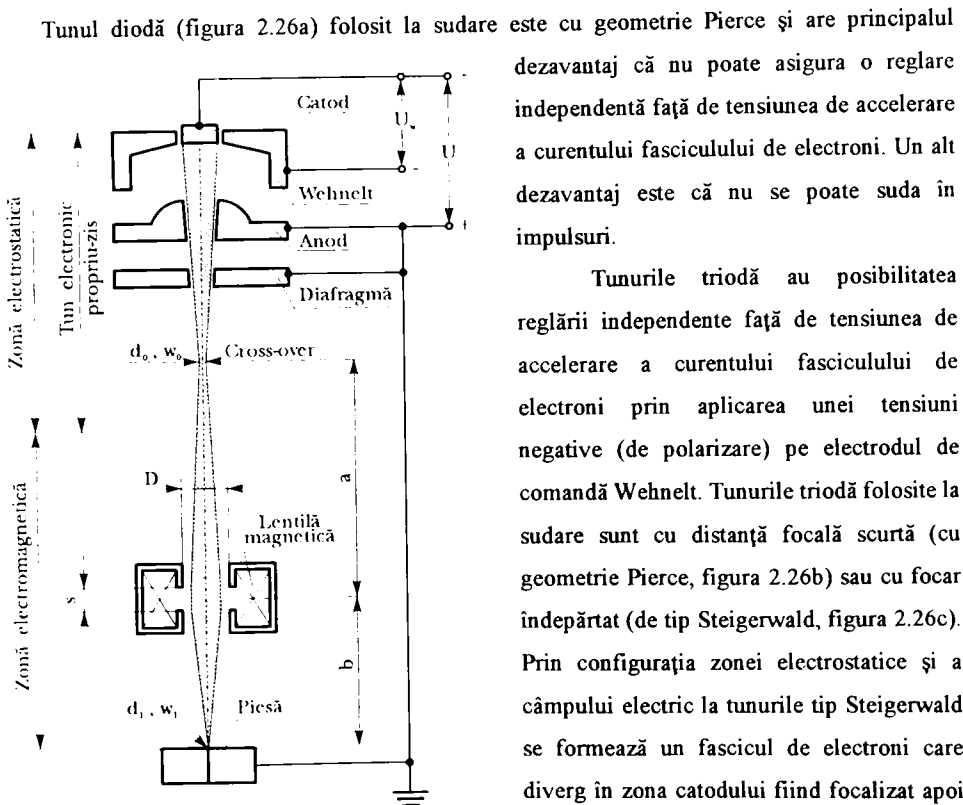 Tunul diodă (figura 2.26a) folosit la sudare este cu geometrie Pierce şi are principalul
dezavantaj că nu poate asigura o reglare
independentă faţă de tensiunea de accelerare
a curentului fasciculului de electroni. Un alt
dezavantaj este că nu se poate suda în
impulsuri.
Tunurile triodă au posibilitatea
reglării independente faţă de tensiunea de
accelerare a curentului fasciculului de
electroni prin aplicarea unei tensiuni
negative (de polarizare) pe electrodul de
comandă Wehnelt. Tunurile triodă folosite la
sudare sunt cu distanţă focală scurtă (cu
geometrie Pierce, figura 2.26b) sau cu focar
îndepărtat (de tip Steigerwald, figura 2.26c).
Prin configuraţia zonei electrostatice şi a
câmpului electric la tunurile tip Steigerwald
se formează un fascicul de electroni care
diverg în zona catodului fiind focalizat apoi
Catod
U_w
U
Wehnelt
Anod
Diafragmă
Zonă electrostatică
Tun electronic
propriu-zis
d₀, w₀
Cross-over
D
a
Lentilă
magnetică
Zonă electromagnetică
s
b
d₁, w₁
Piesă